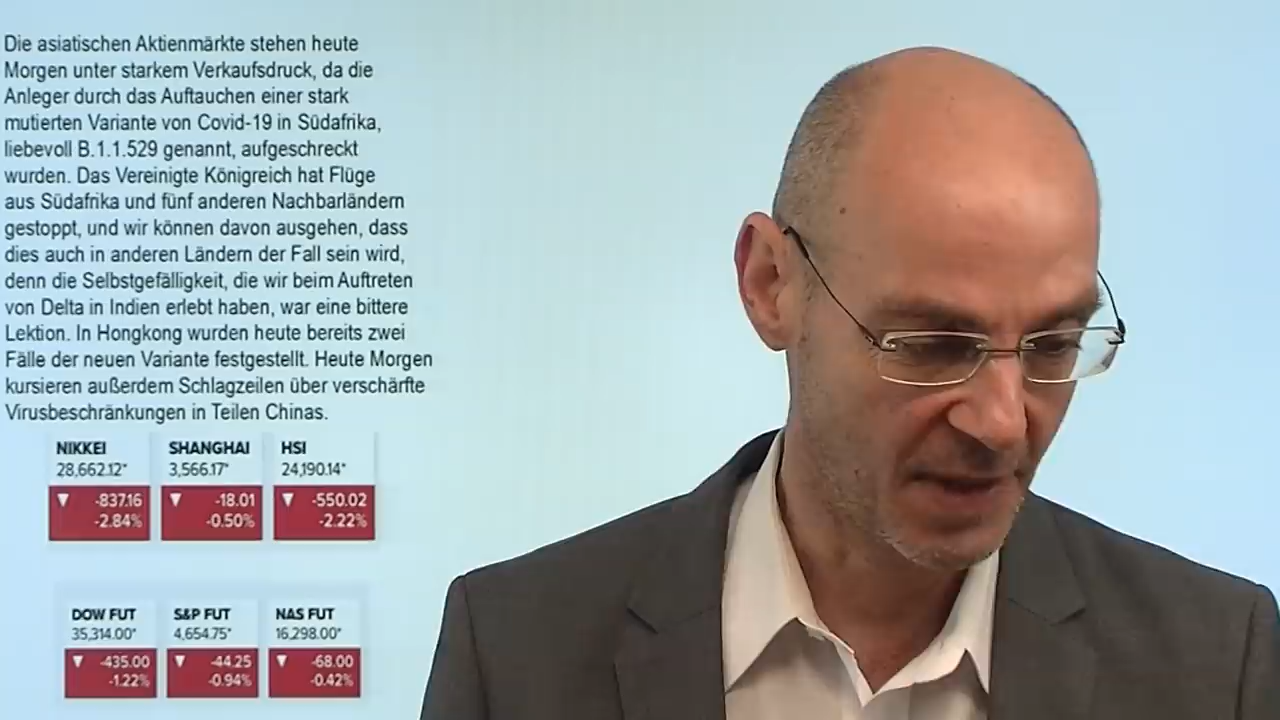 Die asiatischen Aktienmärkte stehen heute
Morgen unter starkem Verkaufsdruck, da die
Anleger durch das Auftauchen einer stark
mutierten Variante von Covid-19 in Südafrika,
liebevoll B.1.1.529 genannt, aufgeschreckt
wurden. Das Vereinigte Königreich hat Flüge
aus Südafrika und fünf anderen Nachbarländern
gestoppt, und wir können davon ausgehen, dass
dies auch in anderen Ländern der Fall sein wird,
denn die Selbstgefälligkeit, die wir beim Auftreten
von Delta in Indien erlebt haben, war eine bittere
Lektion. In Hongkong wurden heute bereits zwei
Fälle der neuen Variante festgestellt. Heute Morgen
kursieren außerdem Schlagzeilen über verschärfte
Virusbeschränkungen in Teilen Chinas.
NIKKEI SHANGHAI HSI
28,662.12* 3,566.17* 24,190.14*
▼ -837.16 ▼ -18.01 ▼ -550.02
-2.84% -0.50% -2.22%
DOW FUT S&P FUT NAS FUT
35,314.00* 4,654.75* 16,298.00*
▼ -435.00 ▼ -44.25 ▼ -68.00
-1.22% -0.94% -0.42%